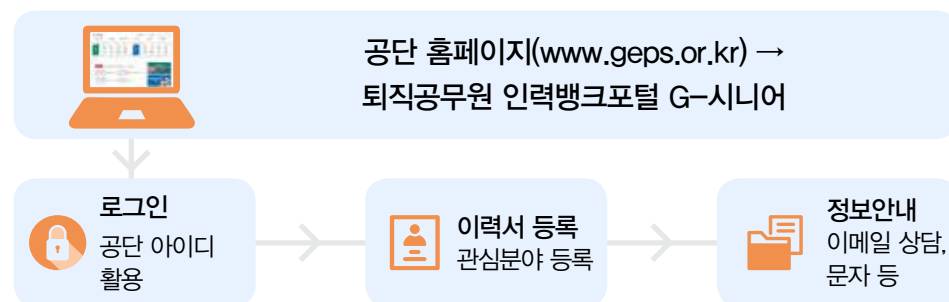 공단 홈페이지(www.geps.or.kr) →
퇴직공무원 인력뱅크포털 G-시니어
로그인
공단 아이디
활용
이력서 등록
관심분야 등록
정보안내
이메일 상담,
문자 등